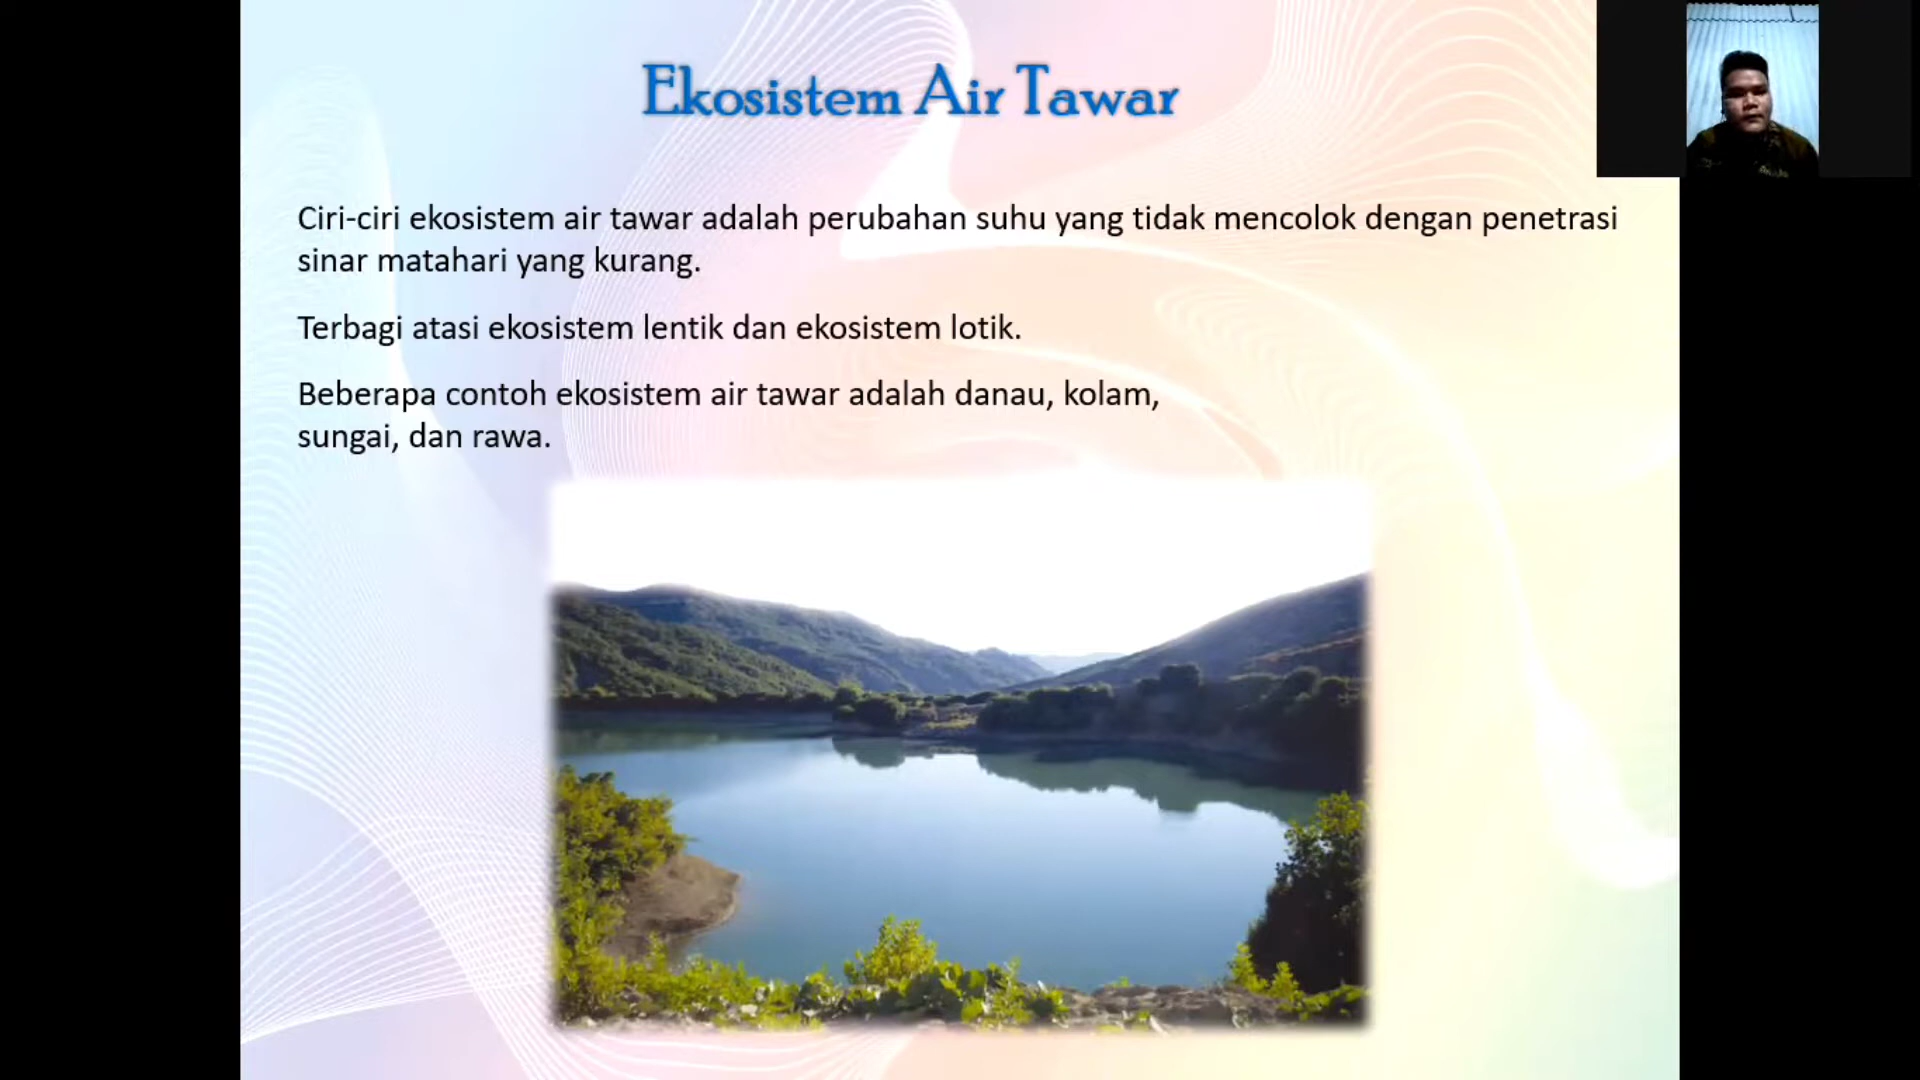 Ekosistem Air Tawar
Ciri-ciri ekosistem air tawar adalah perubahan suhu yang tidak mencolok dengan penetrasi
sinar matahari yang kurang.
Terbagi atasi ekosistem lentik dan ekosistem lotik.
Beberapa contoh ekosistem air tawar adalah danau, kolam,
sungai, dan rawa.